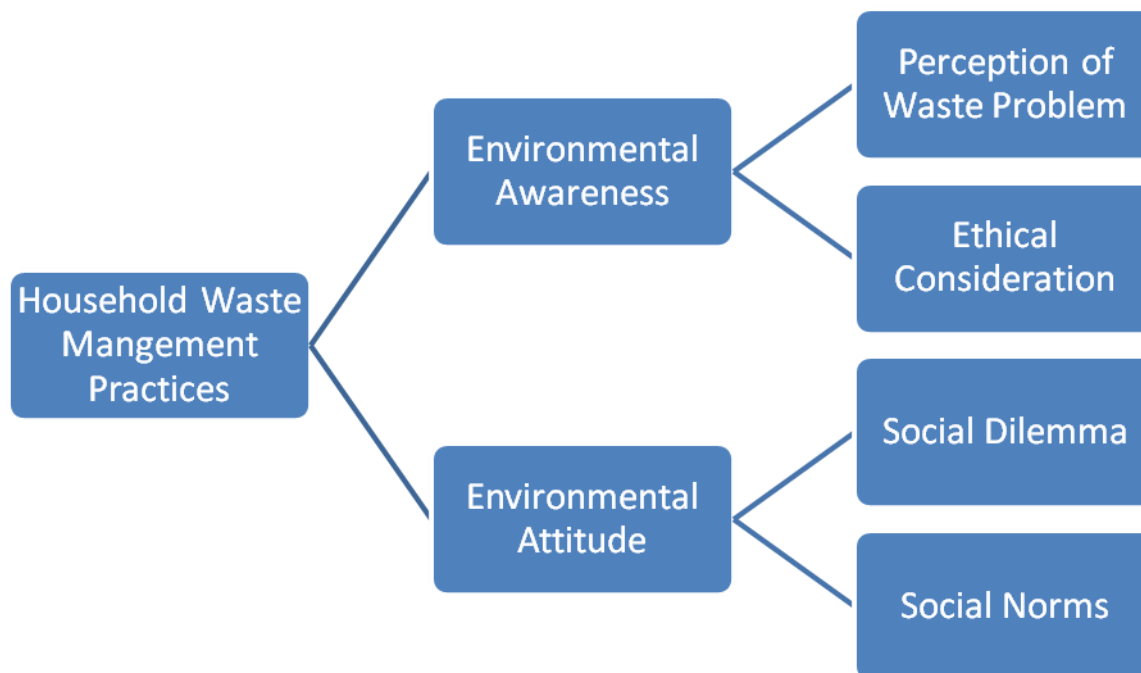 Household Waste
Mangement
Practices
Environmental
Awareness
Environmental
Attitude
Perception of
Waste Problem
Ethical
Consideration
Social Dilemma
Social Norms